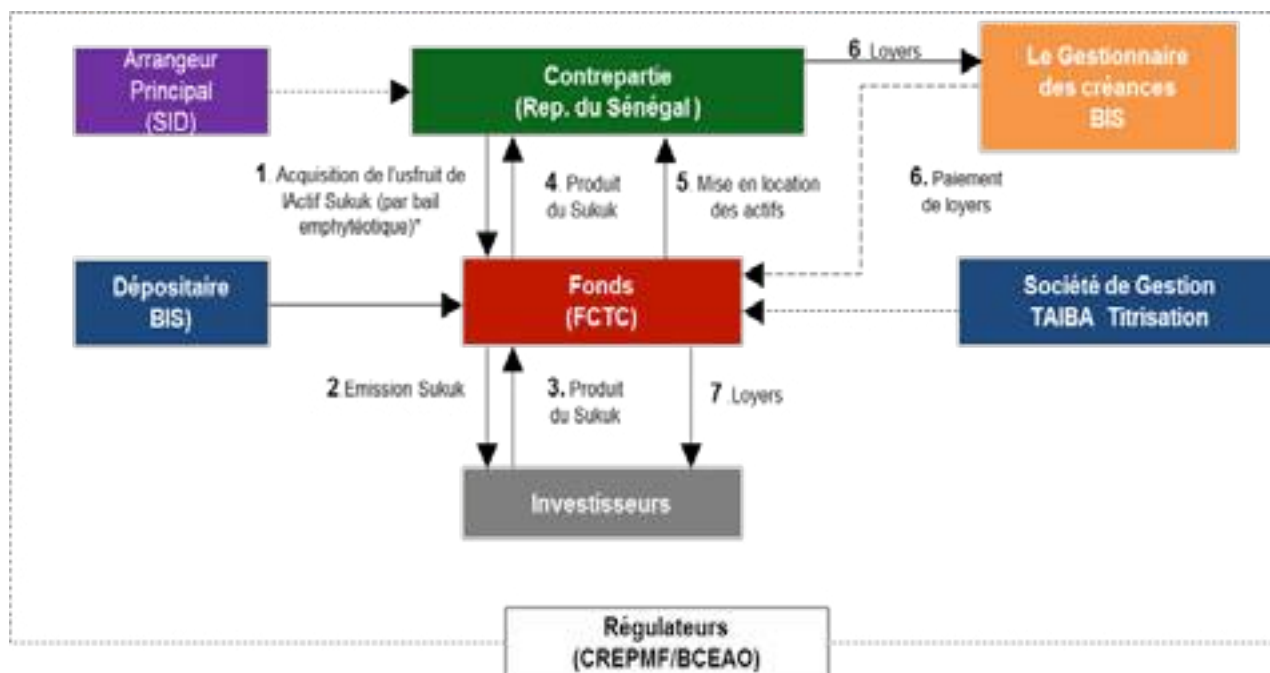 Arrangeur
Principal
(SID)
Contrepartie
(Rep. du Sénégal )
6. Loyers
Le Gestionnaire
des créances
BIS
1. Acquisition de l'usfruit de
lActif Sukuk (par bail
emphytéotique)*
4. Produit
du Sukuk
5. Mise en location
des actifs
6. Paiement
de loyers
Dépositaire
BIS)
Fonds
(FCTC)
Société de Gestion
TAIBA Titrisation
2 Emission Sukuk
3. Produit
du Sukuk
7 .Loyers
Investisseurs
Régulateurs
(CREPMF/BCEAO)